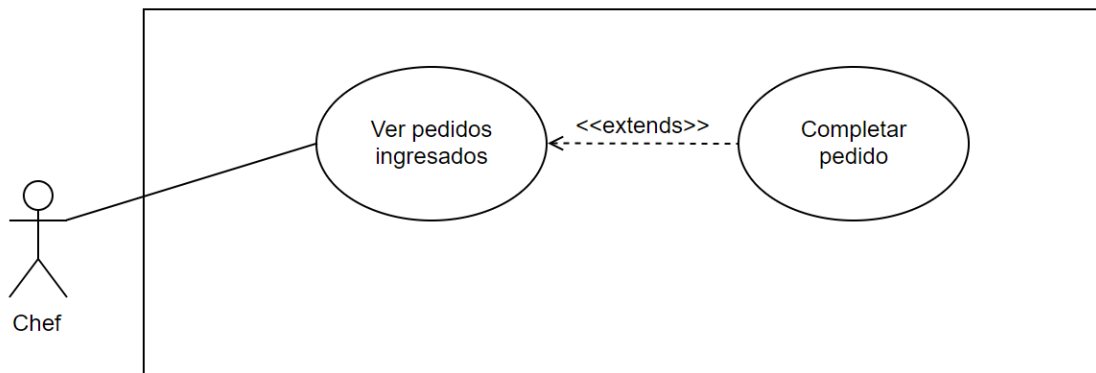 Ver pedidos
ingresados
<<extends>>
Completar
pedido
Chef